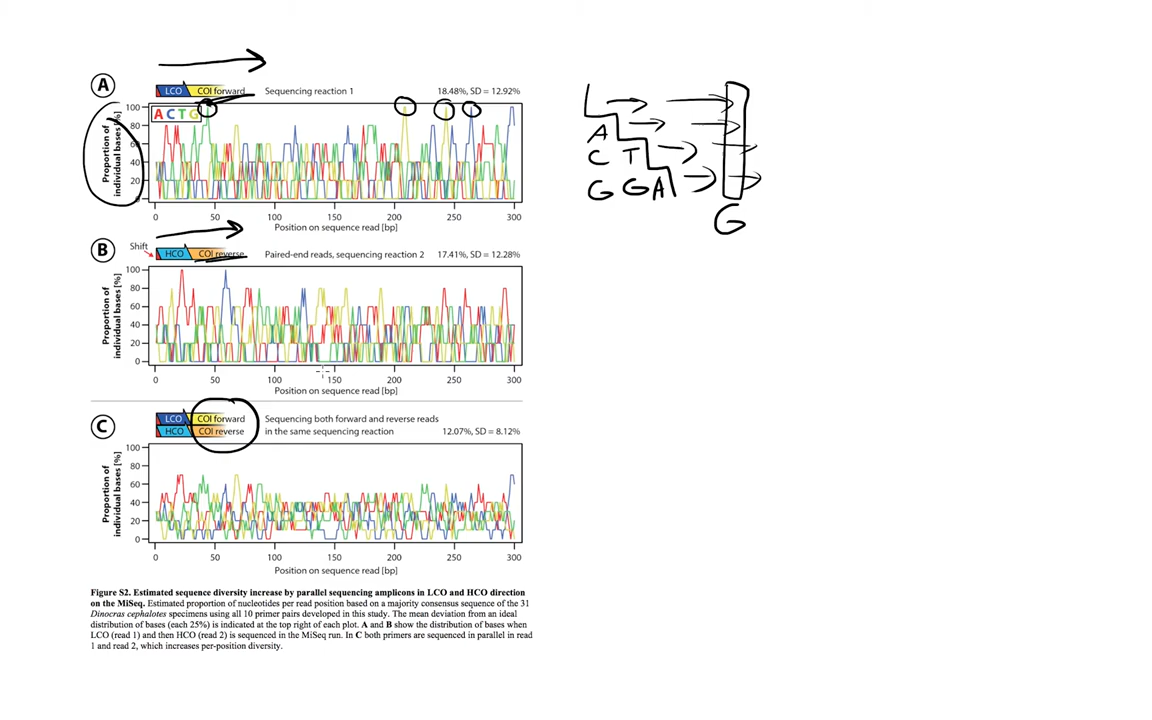 A
LCO COI forward Sequencing reaction 1 18.48%, SD = 12.92%
Proportion of
individual bases [%]
100
80
60
40
20
0
A C T G
0 50 100 150 200 250 300
Position on sequence read [bp]
B
Shift
HCO COI reverse Paired-end reads, sequencing reaction 2 17.41%, SD = 12.28%
Proportion of
individual bases [%]
100
80
60
40
20
0
0 50 100 150 200 250 300
Position on sequence read [bp]
C
LCO COI forward Sequencing both forward and reverse reads
HCO COI reverse in the same sequencing reaction 12.07%, SD = 8.12%
Proportion of
individual bases [%]
100
80
60
40
20
0
0 50 100 150 200 250 300
Position on sequence read [bp]
Figure S2. Estimated sequence diversity increase by parallel sequencing amplicons in LCO and HCO direction
on the MiSeq. Estimated proportion of nucleotides per read position based on a majority consensus sequence of the 31
Dinocras cephalotes specimens using all 10 primer pairs developed in this study. The mean deviation from an ideal
distribution of bases (each 25%) is indicated at the top right of each plot. A and B show the distribution of bases when
LCO (read 1) and then HCO (read 2) is sequenced in the MiSeq run. In C both primers are sequenced in parallel in read
1 and read 2, which increases per-position diversity.
A
C T
G G A
G